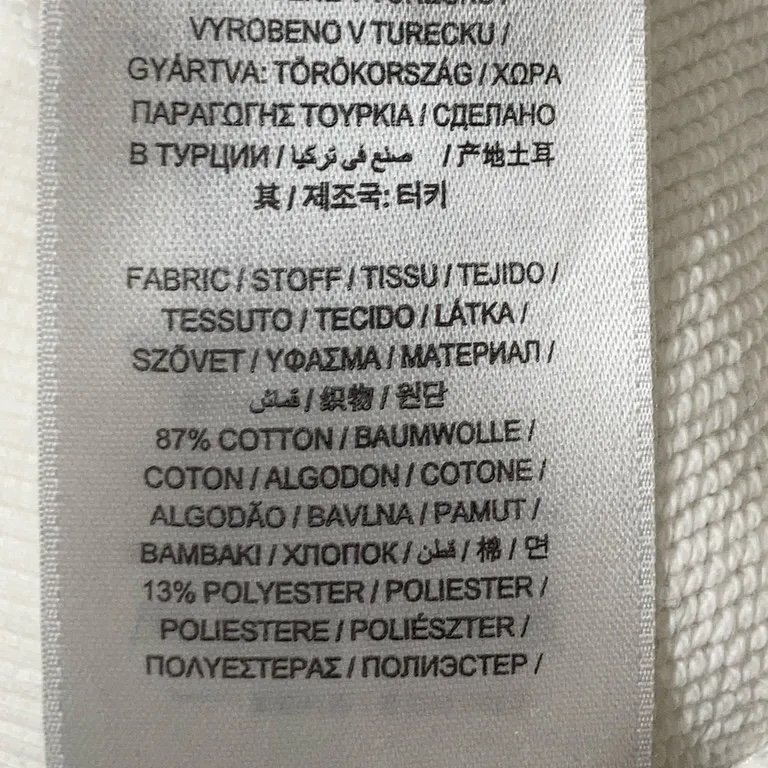 VYROBENO V TURECKU /
GYÁRTVA: TÖRÖKORSZÁG / ΧΩΡΑ
ΠΑΡΑΓΩΓΗΣ ΤΟΥΡΚΙΑ / СДЕЛАНО
В ТУРЦИИ / صنع في تركيا / 产地土耳
其 / 제조국: 터키
FABRIC / STOFF / TISSU / TEJIDO /
TESSUTO / TECIDO / LÁTKA /
SZÖVET / ΥΦΑΣΜΑ / МАТЕРИАЛ /
قماش / 织物 / 원단
87% COTTON / BAUMWOLLE /
COTON / ALGODON / COTONE /
ALGODÃO / BAVLNA / PAMUT /
BAMBAKI / ХЛОПОК / قطن / 棉 / 면
13% POLYESTER / POLIESTER /
POLIESTERE / POLIÉSZTER /
ΠΟΛΥΕΣΤΕΡΑΣ / ПОЛИЭСТЕР /